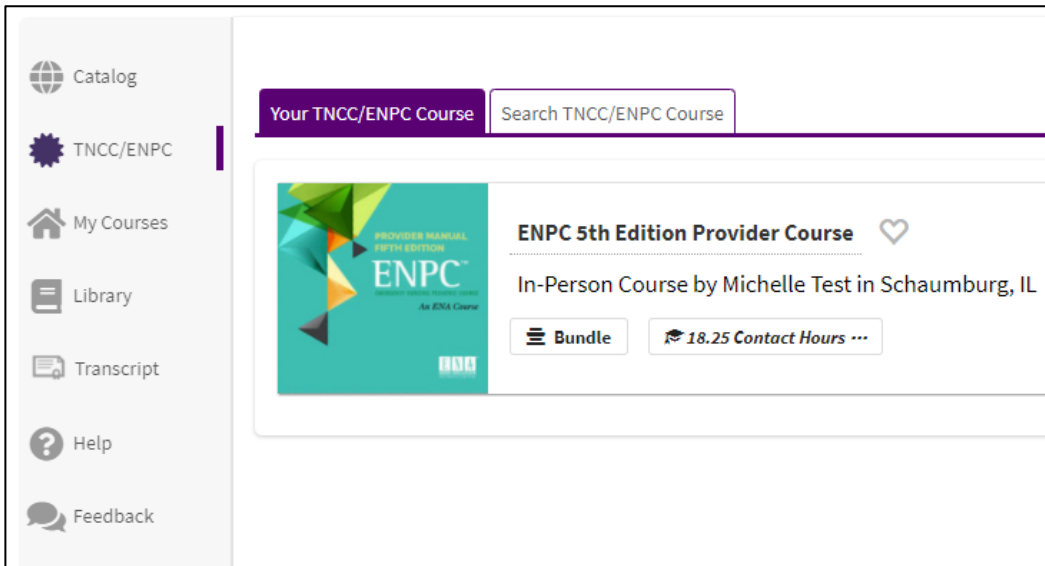 Catalog
TNCC/ENPC
My Courses
Library
Transcript
Help
Feedback
Your TNCC/ENPC Course
Search TNCC/ENPC Course
PROVIDER MANUAL
FIFTH EDITION
ENPC™
An ENA Course
ENA
ENPC 5th Edition Provider Course
In-Person Course by Michelle Test in Schaumburg, IL
Bundle
18.25 Contact Hours ···